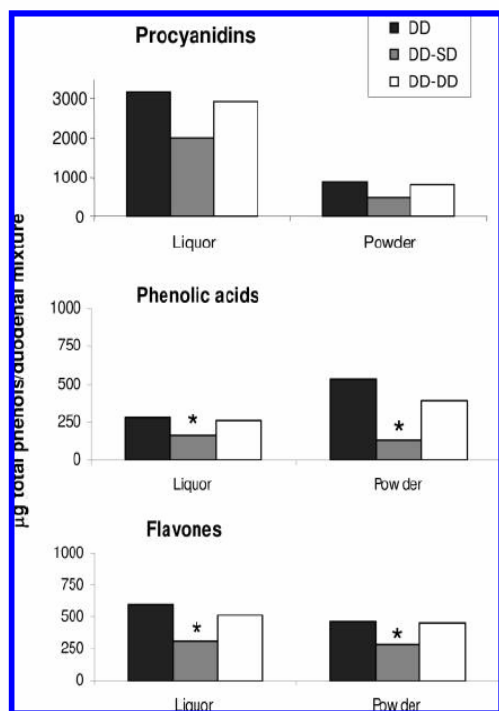 Procyanidins
DD
DD-SD
DD-DD
3000
2000
1000
0
Liquor Powder
µg total phenols/duodenal mixture
Phenolic acids
1000
750
500
250
0
* *
Liquor Powder
Flavones
1000
750
500
250
0
* *
Liquor Powder